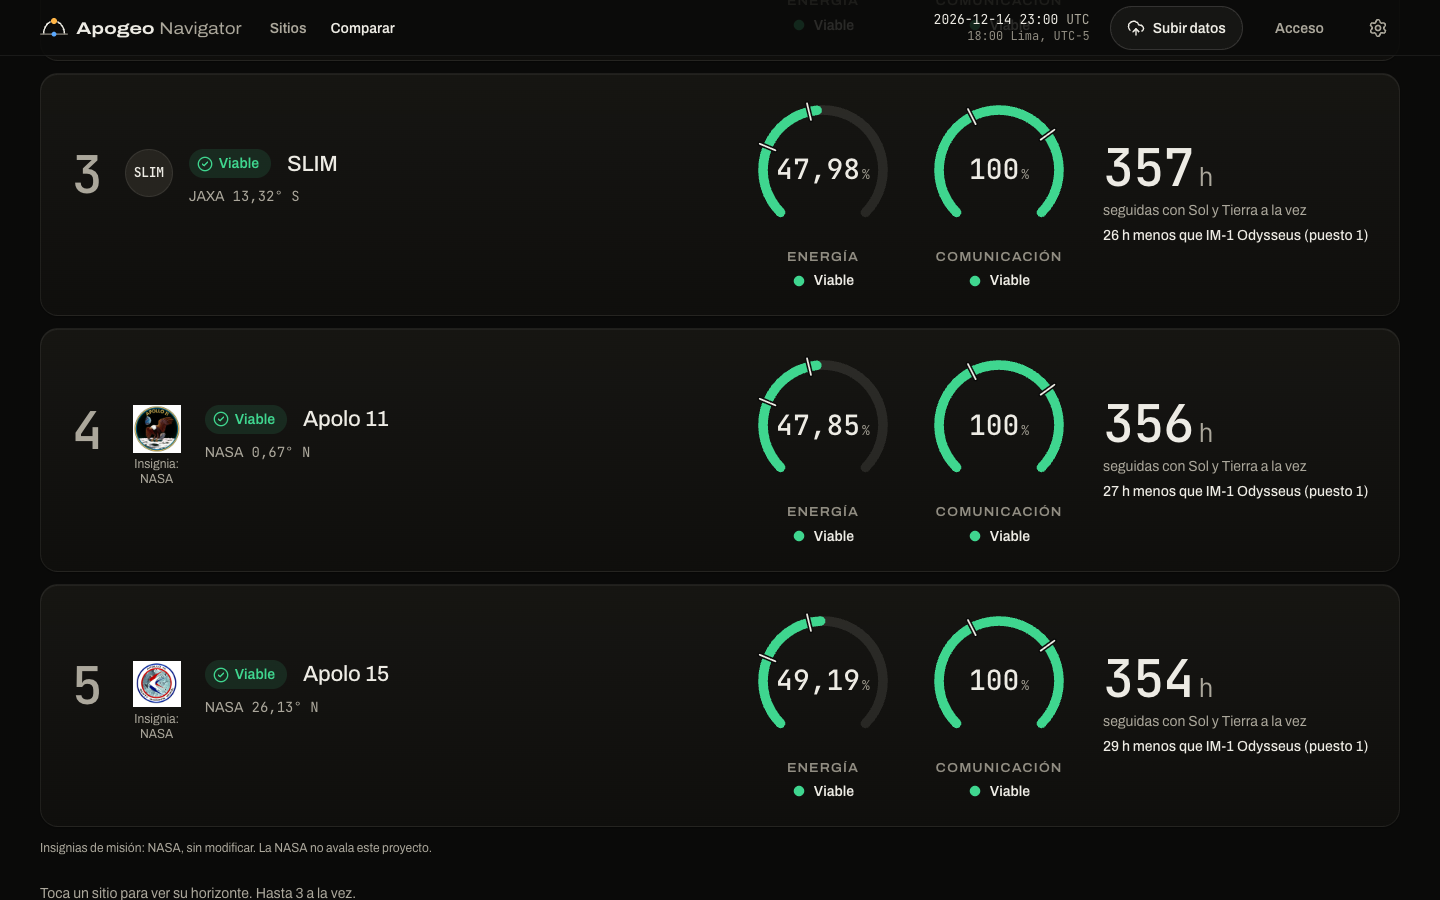 Apogeo Navigator
Sitios
Comparar
2026-12-14 23:00 UTC
18:00 Lima, UTC-5
Subir datos
Acceso
Viable
3
SLIM
Viable
SLIM
JAXA 13,32° S
47,98%
ENERGÍA
Viable
100%
COMUNICACIÓN
Viable
357 h
seguidas con Sol y Tierra a la vez
26 h menos que IM-1 Odysseus (puesto 1)
4
Insignia:
NASA
Viable
Apolo 11
NASA 0,67° N
47,85%
ENERGÍA
Viable
100%
COMUNICACIÓN
Viable
356 h
seguidas con Sol y Tierra a la vez
27 h menos que IM-1 Odysseus (puesto 1)
5
Insignia:
NASA
Viable
Apolo 15
NASA 26,13° N
49,19%
ENERGÍA
Viable
100%
COMUNICACIÓN
Viable
354 h
seguidas con Sol y Tierra a la vez
29 h menos que IM-1 Odysseus (puesto 1)
Insignias de misión: NASA, sin modificar. La NASA no avala este proyecto.
Toca un sitio para ver su horizonte. Hasta 3 a la vez.